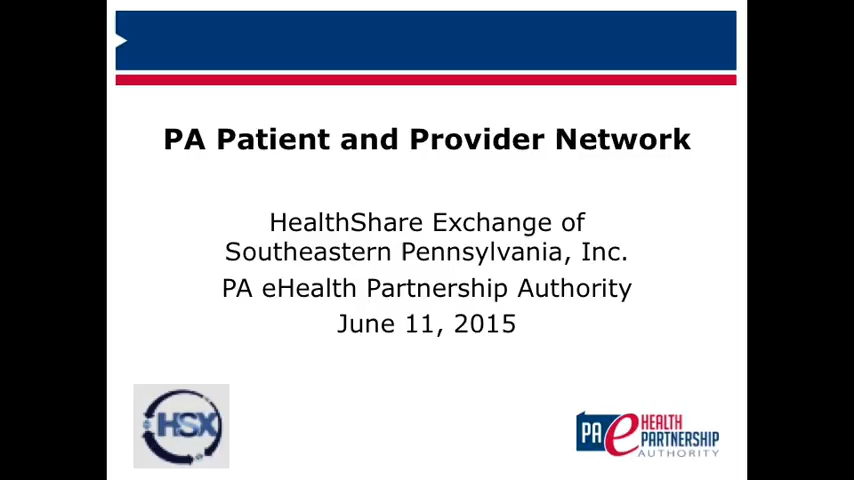 PA Patient and Provider Network
HealthShare Exchange of
Southeastern Pennsylvania, Inc.
PA eHealth Partnership Authority
June 11, 2015
HSX
PA e HEALTH
PARTNERSHIP
AUTHORITY